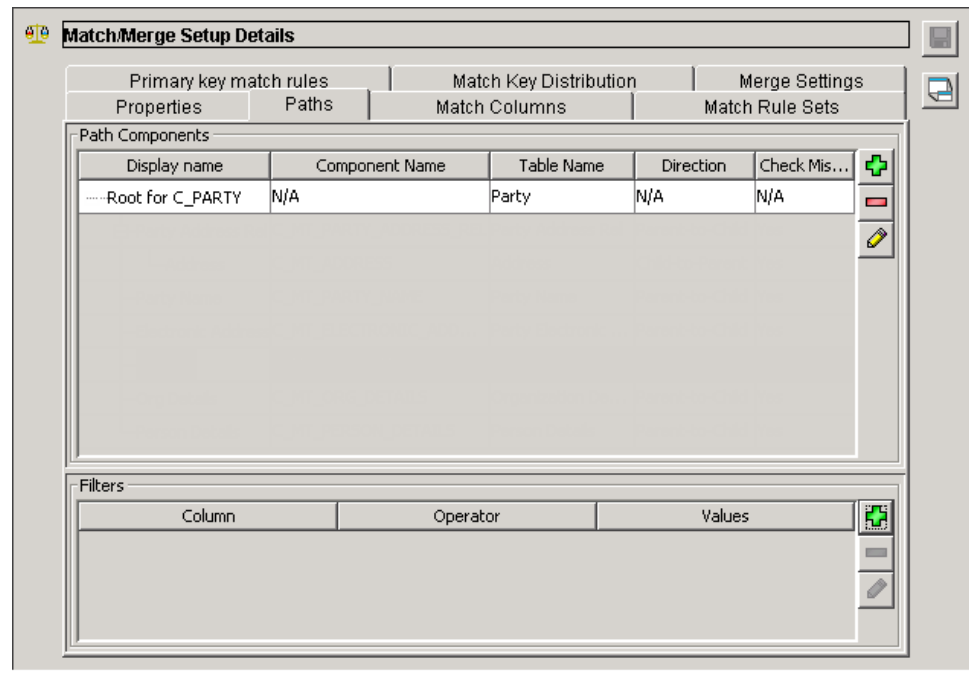 Match/Merge Setup Details
Primary key match rules Match Key Distribution Merge Settings
Properties Paths Match Columns Match Rule Sets
Path Components
Display name Component Name Table Name Direction Check Mis...
Root for C_PARTY N/A Party N/A N/A
Filters
Column Operator Values